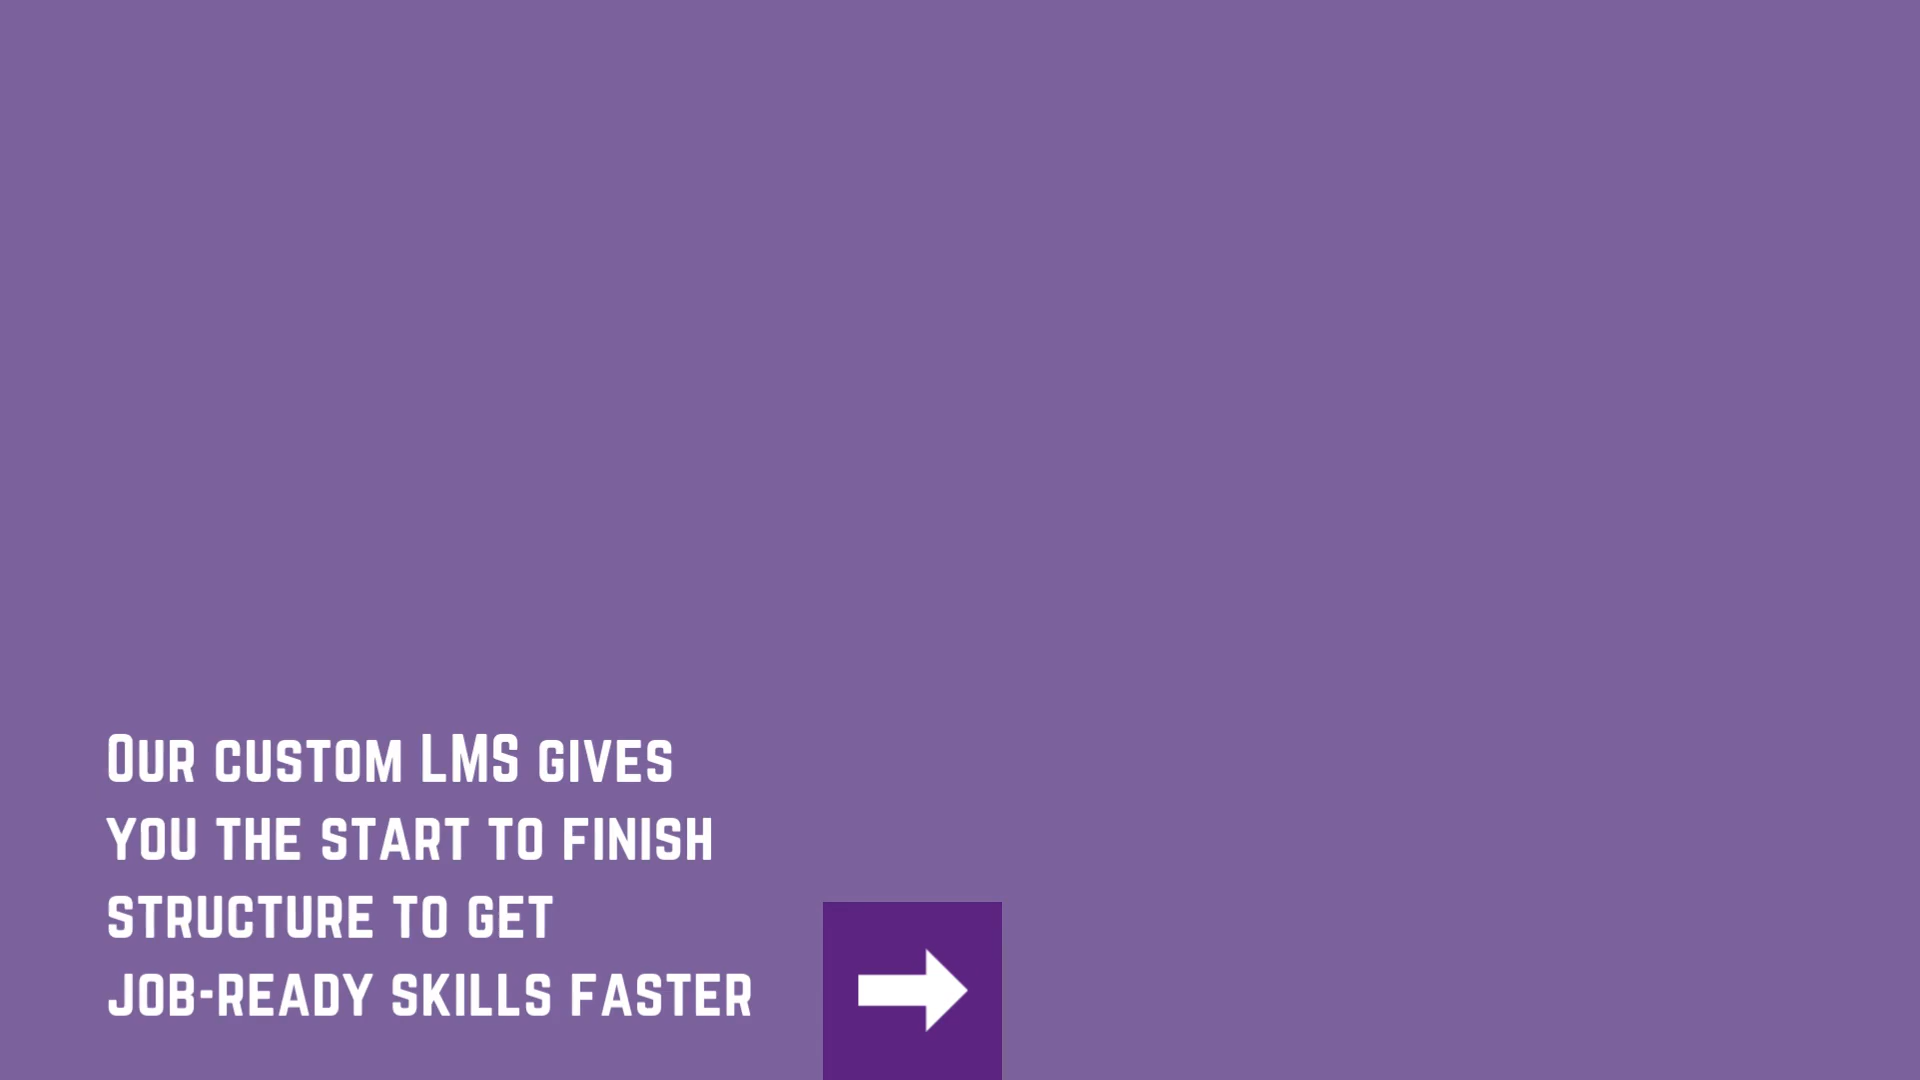 Our custom LMS gives
you the start to finish
structure to get
job-ready skills faster